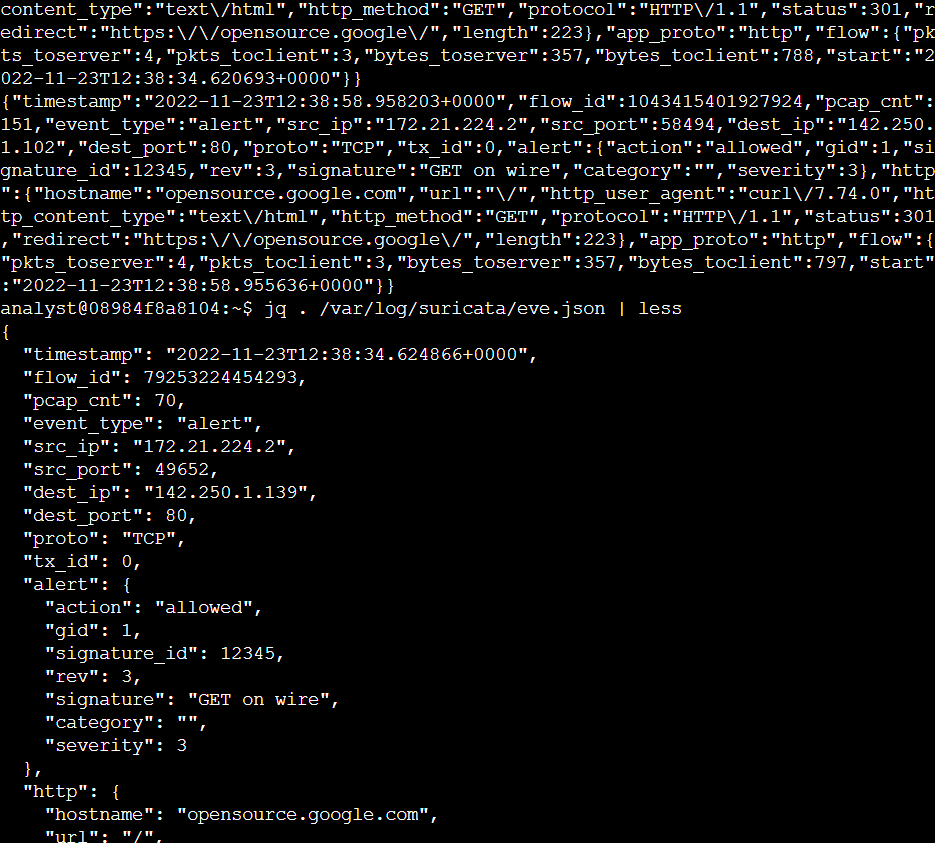 content_type":"text\/html","http_method":"GET","protocol":"HTTP\/1.1","status":301,"r
edirect":"https:\/\/opensource.google\/","length":223},"app_proto":"http","flow":{"pk
ts_toserver":4,"pkts_toclient":3,"bytes_toserver":357,"bytes_toclient":788,"start":"2
022-11-23T12:38:34.620693+0000"}}
{"timestamp":"2022-11-23T12:38:58.958203+0000","flow_id":1043415401927924,"pcap_cnt":
151,"event_type":"alert","src_ip":"172.21.224.2","src_port":58494,"dest_ip":"142.250.
1.102","dest_port":80,"proto":"TCP","tx_id":0,"alert":{"action":"allowed","gid":1,"si
gnature_id":12345,"rev":3,"signature":"GET on wire","category":"","severity":3},"http
":{"hostname":"opensource.google.com","url":"\/","http_user_agent":"curl\/7.74.0","ht
tp_content_type":"text\/html","http_method":"GET","protocol":"HTTP\/1.1","status":301
,"redirect":"https:\/\/opensource.google\/","length":223},"app_proto":"http","flow":{
"pkts_toserver":4,"pkts_toclient":3,"bytes_toserver":357,"bytes_toclient":797,"start"
:"2022-11-23T12:38:58.955636+0000"}}
analyst@08984f8a8104:~$ jq . /var/log/suricata/eve.json | less
{
  "timestamp": "2022-11-23T12:38:34.624866+0000",
  "flow_id": 79253224454293,
  "pcap_cnt": 70,
  "event_type": "alert",
  "src_ip": "172.21.224.2",
  "src_port": 49652,
  "dest_ip": "142.250.1.139",
  "dest_port": 80,
  "proto": "TCP",
  "tx_id": 0,
  "alert": {
    "action": "allowed",
    "gid": 1,
    "signature_id": 12345,
    "rev": 3,
    "signature": "GET on wire",
    "category": "",
    "severity": 3
  },
  "http": {
    "hostname": "opensource.google.com",
    "url": "/",